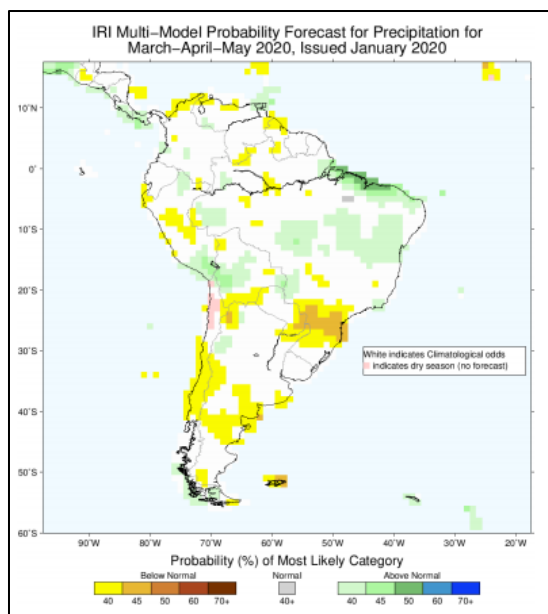 IRI Multi-Model Probability Forecast for Precipitation for
March-April-May 2020, Issued January 2020
10°N
0°
10°S
20°S
30°S
40°S
50°S
60°S
White indicates Climatological odds
indicates dry season (no forecast)
90°W 80°W 70°W 60°W 50°W 40°W 30°W 20°W
Probability (%) of Most Likely Category
Below Normal Normal Above Normal
40 45 50 60 70+ 40+ 40 45 50 60 70+